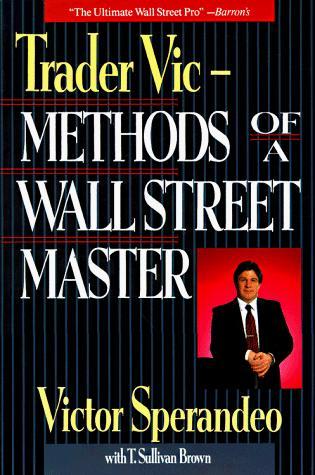 "The Ultimate Wall Street Pro" —Barron's
Trader Vic–
METHODS OF A
WALL STREET
MASTER
Victor Sperandeo
with T. Sullivan Brown